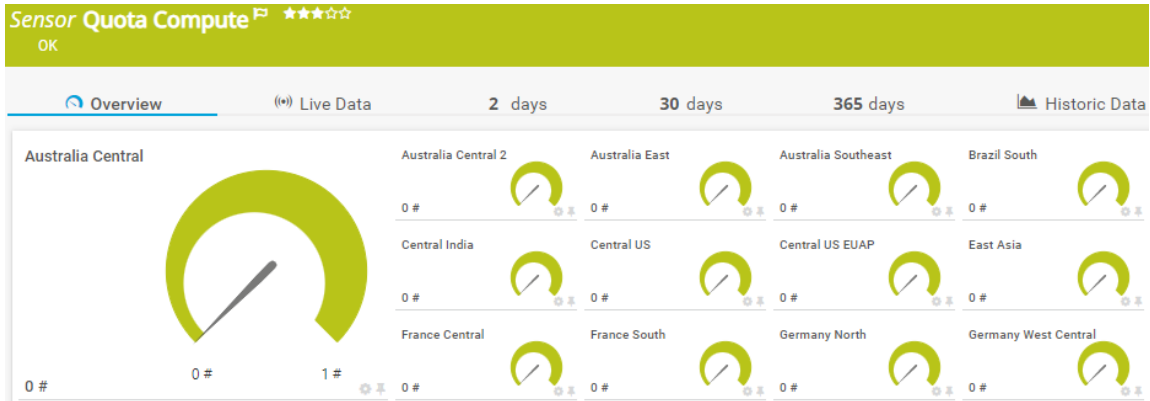 Sensor Quota Compute
OK
Overview
Live Data
2 days
30 days
365 days
Historic Data
Australia Central
0 #
0 #
1 #
Australia Central 2
0 #
Australia East
0 #
Australia Southeast
0 #
Brazil South
0 #
Central India
0 #
Central US
0 #
Central US EUAP
0 #
East Asia
0 #
France Central
0 #
France South
0 #
Germany North
0 #
Germany West Central
0 #